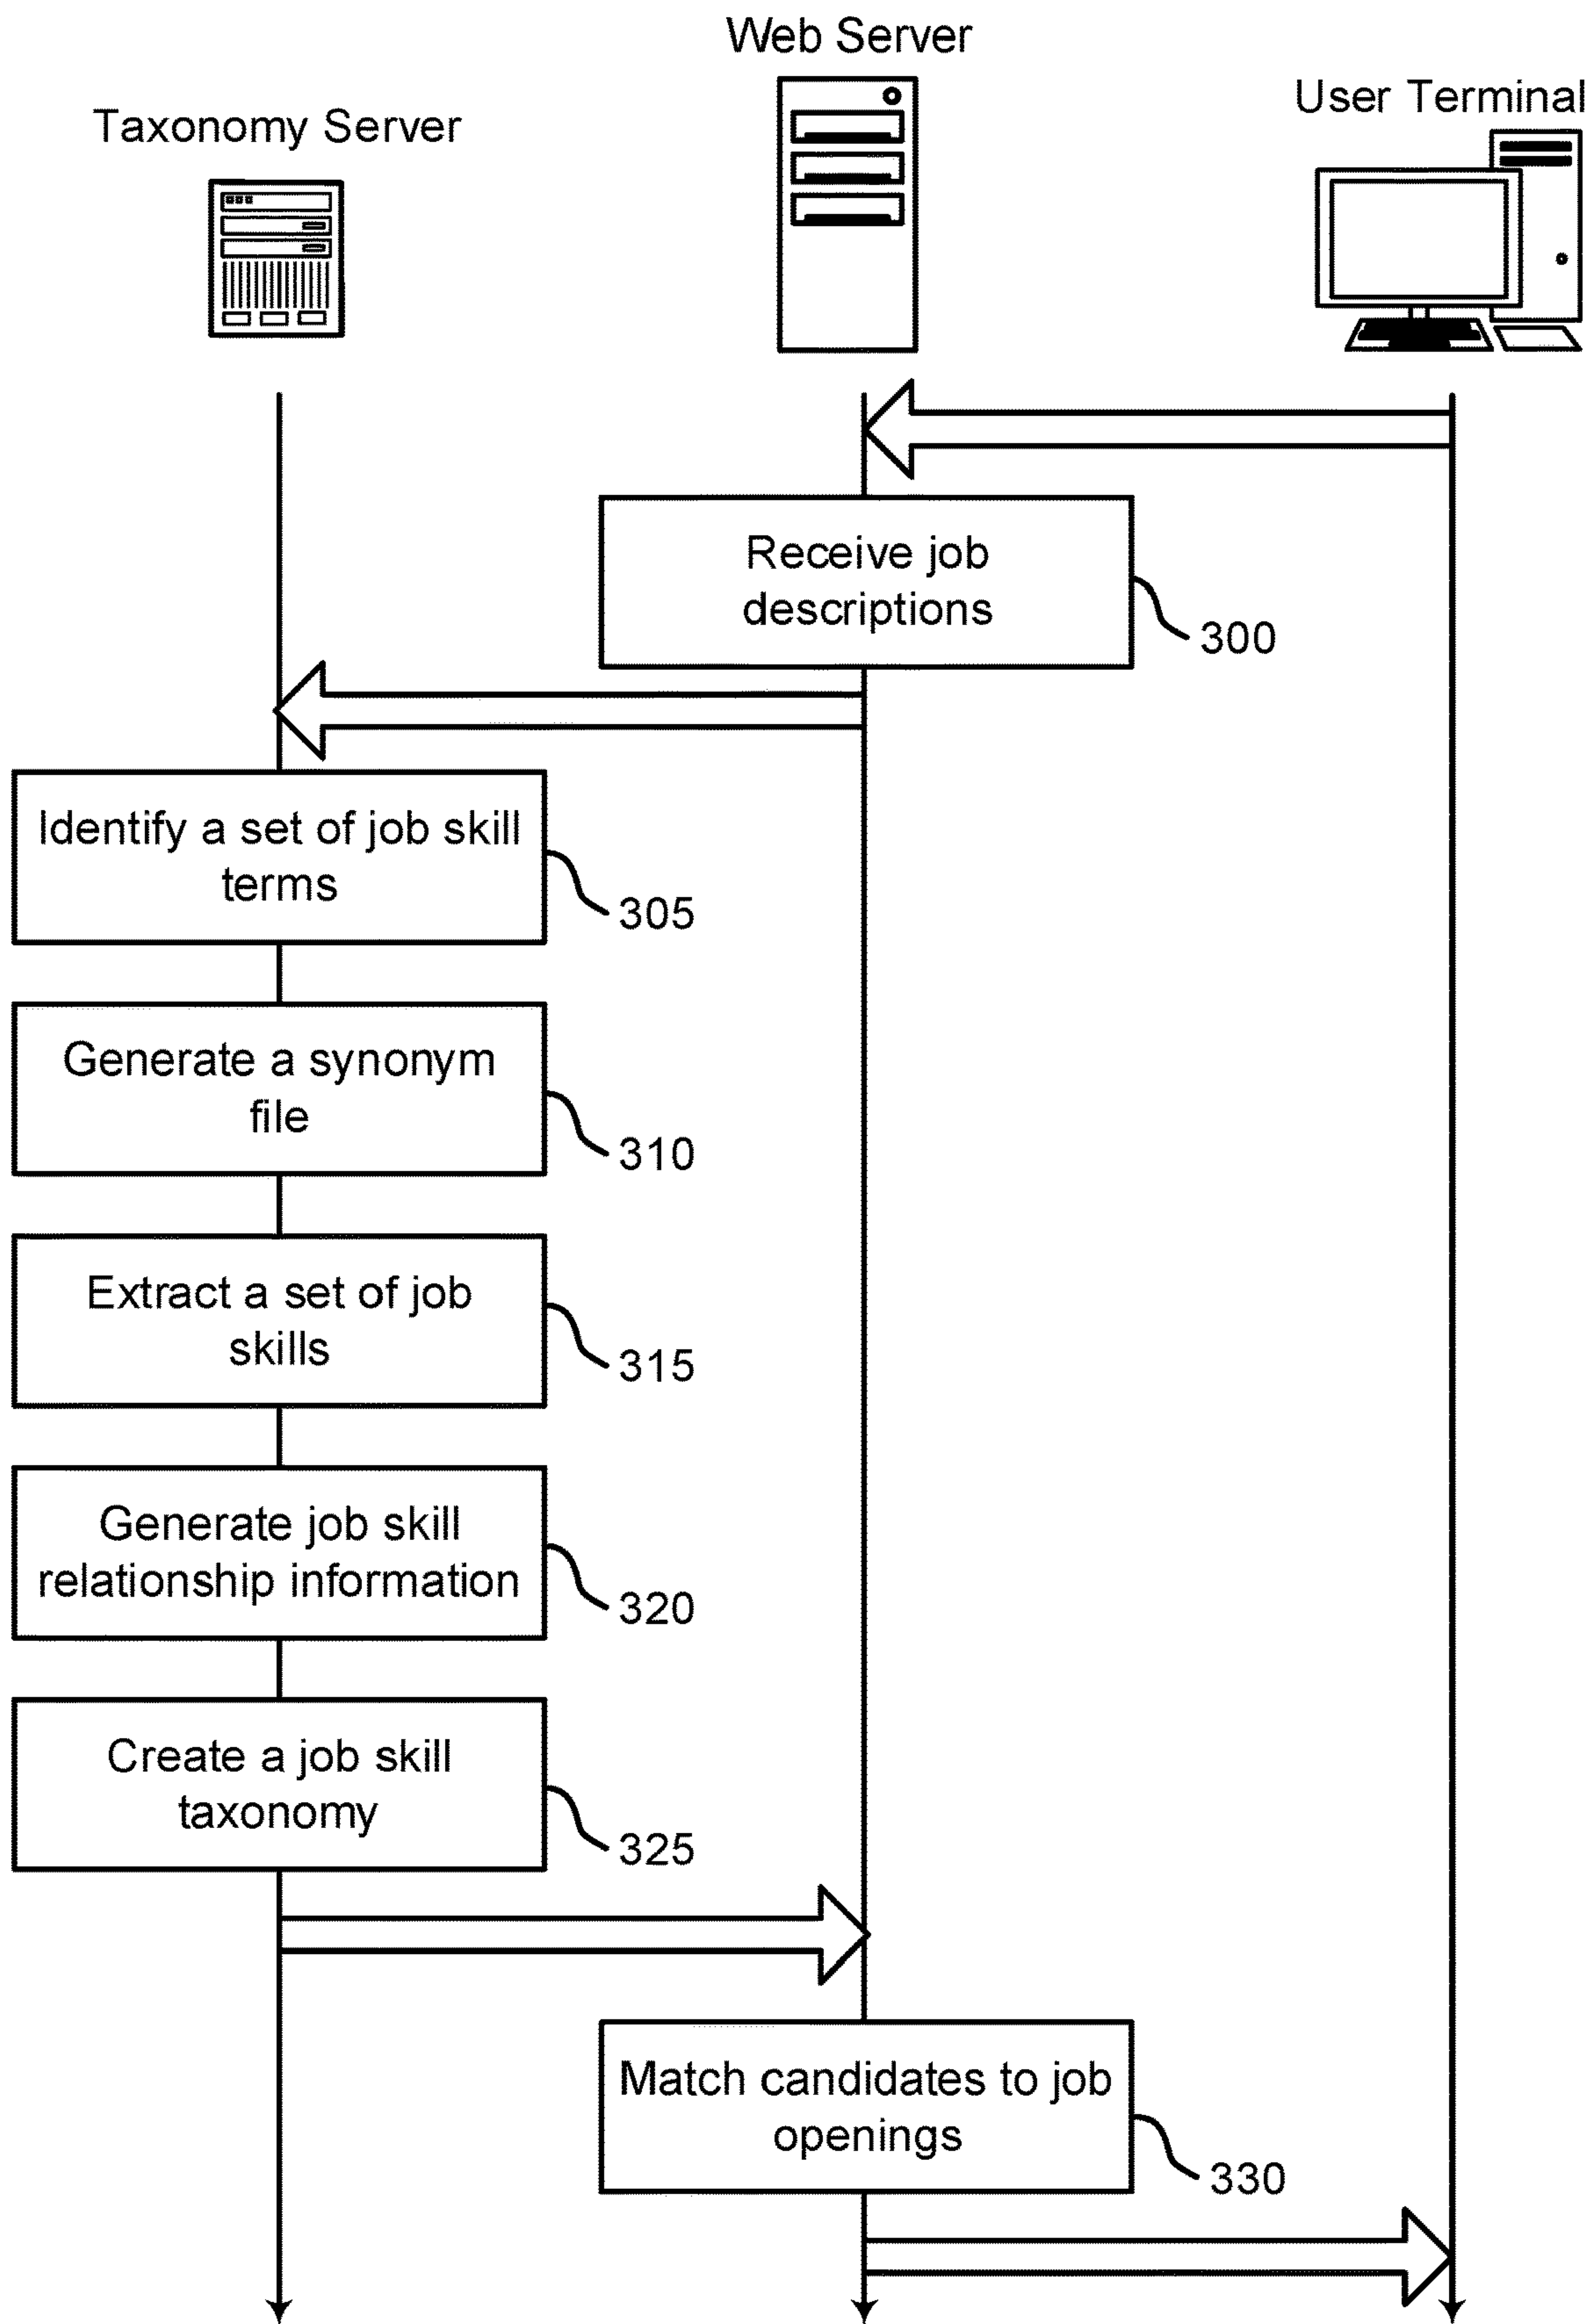 Web Server
User Terminal
Taxonomy Server
Receive job
descriptions
300
Identify a set of job skill
terms
305
Generate a synonym
file
310
Extract a set of job
skills
315
Generate job skill
relationship information
320
Create a job skill
taxonomy
325
Match candidates to job
openings
330